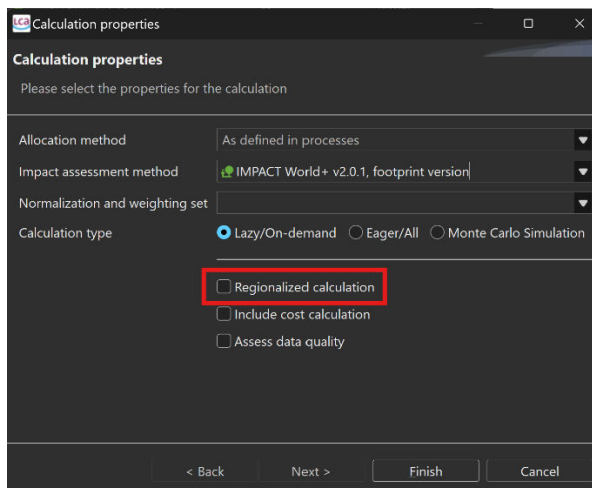 LCA Calculation properties
Calculation properties
Please select the properties for the calculation
Allocation method As defined in processes
Impact assessment method IMPACT World+ v2.0.1, footprint version
Normalization and weighting set
Calculation type Lazy/On-demand Eager/All Monte Carlo Simulation
Regionalized calculation
Include cost calculation
Assess data quality
< Back Next > Finish Cancel